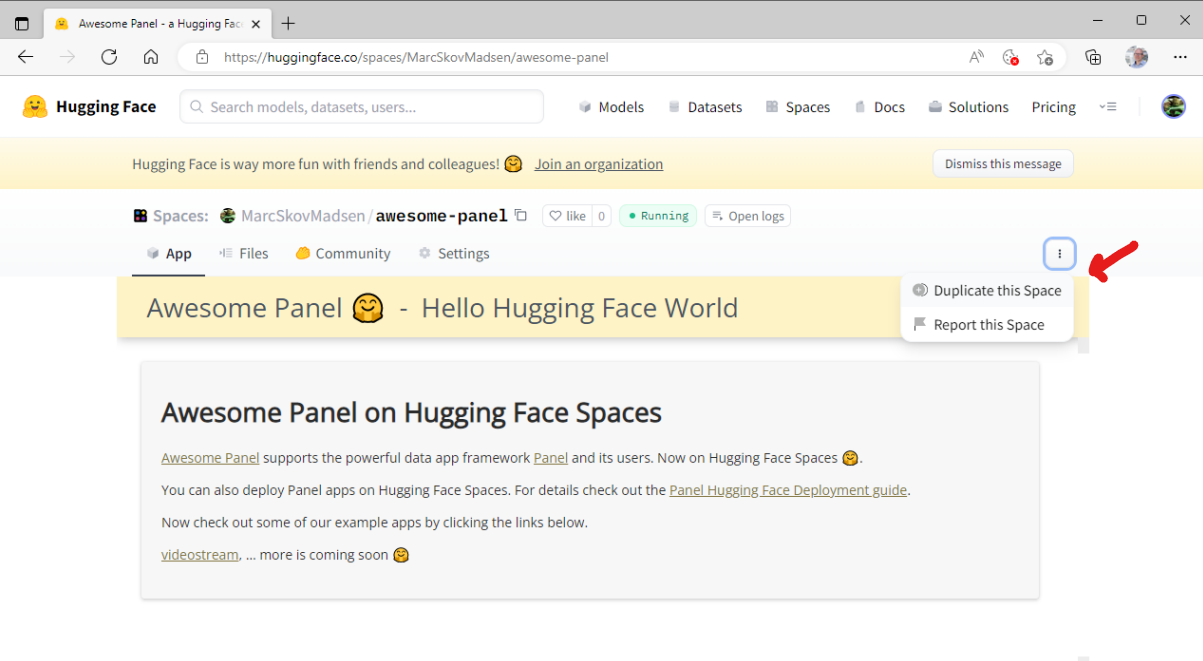 Awesome Panel - a Hugging Fac
https://huggingface.co/spaces/MarcSkovMadsen/awesome-panel
Hugging Face Search models, datasets, users... Models Datasets Spaces Docs Solutions Pricing
Hugging Face is way more fun with friends and colleagues! 🤗 Join an organization Dismiss this message
Spaces: MarcSkovMadsen/awesome-panel like 0 Running Open logs
App Files Community Settings
Duplicate this Space
Report this Space
Awesome Panel 🤗 - Hello Hugging Face World
Awesome Panel on Hugging Face Spaces
Awesome Panel supports the powerful data app framework Panel and its users. Now on Hugging Face Spaces 🤗.
You can also deploy Panel apps on Hugging Face Spaces. For details check out the Panel Hugging Face Deployment guide.
Now check out some of our example apps by clicking the links below.
videostream, ... more is coming soon 🤗